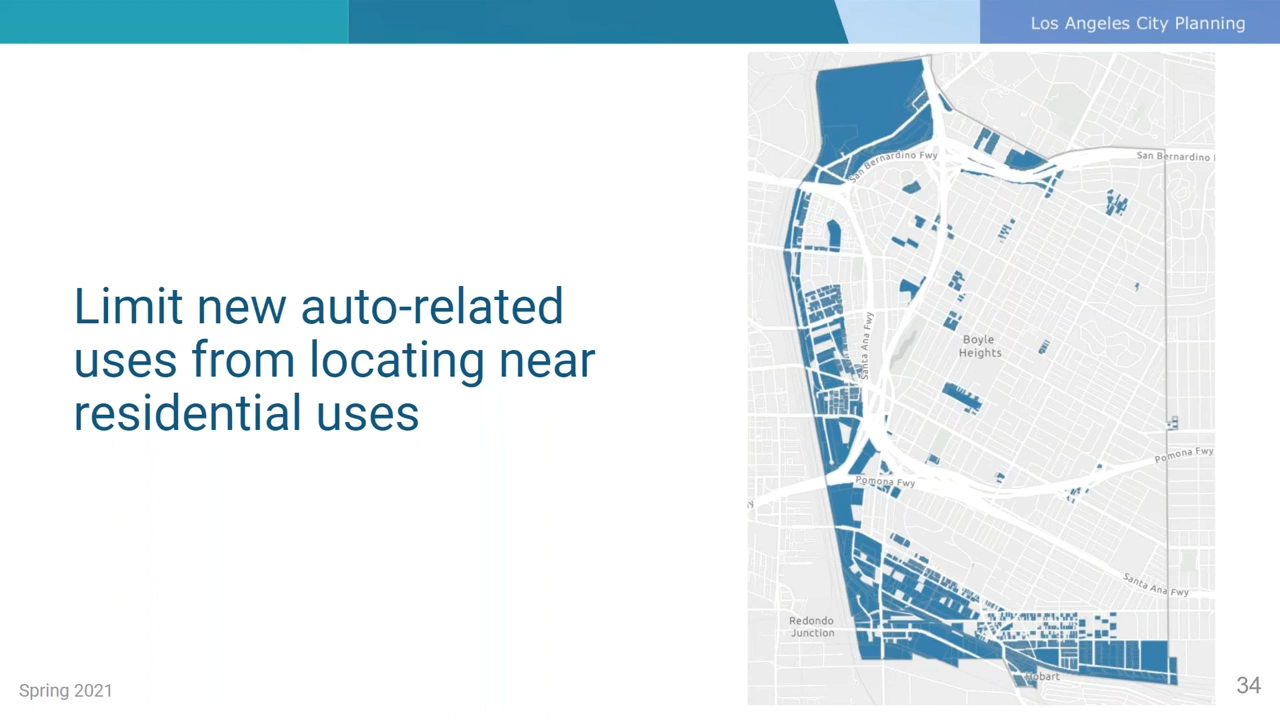 Los Angeles City Planning
Limit new auto-related
uses from locating near
residential uses
San Bernardino Fwy
San Bernardino
Santa Ana Fwy
Boyle
Heights
Pomona Fwy
Pomona Fwy
Santa Ana Fwy
Redondo
Junction
Hobart
Spring 2021
34